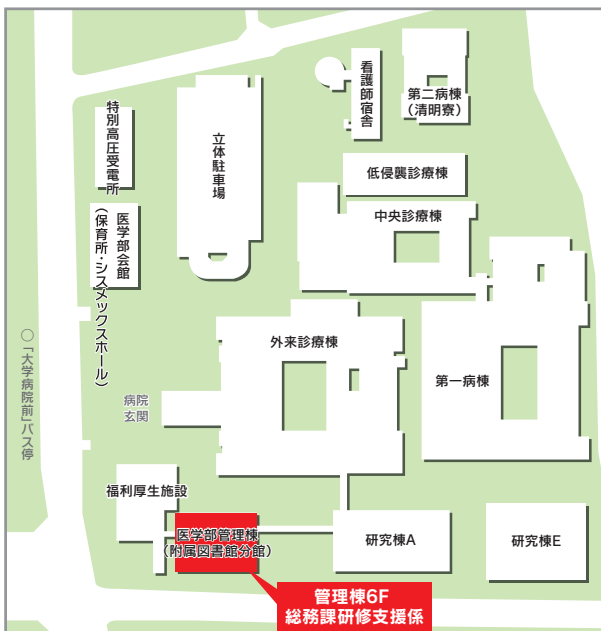 看護師宿舎
第二病棟
（清明寮）
特別高圧受電所
立体駐車場
低侵襲診療棟
中央診療棟
医学部会館
（保育所・シスメックスホール）
外来診療棟
第一病棟
○「大学病院前」バス停
病院
玄関
福利厚生施設
医学部管理棟
（附属図書館分館）
研究棟A
研究棟E
管理棟6F
総務課研修支援係